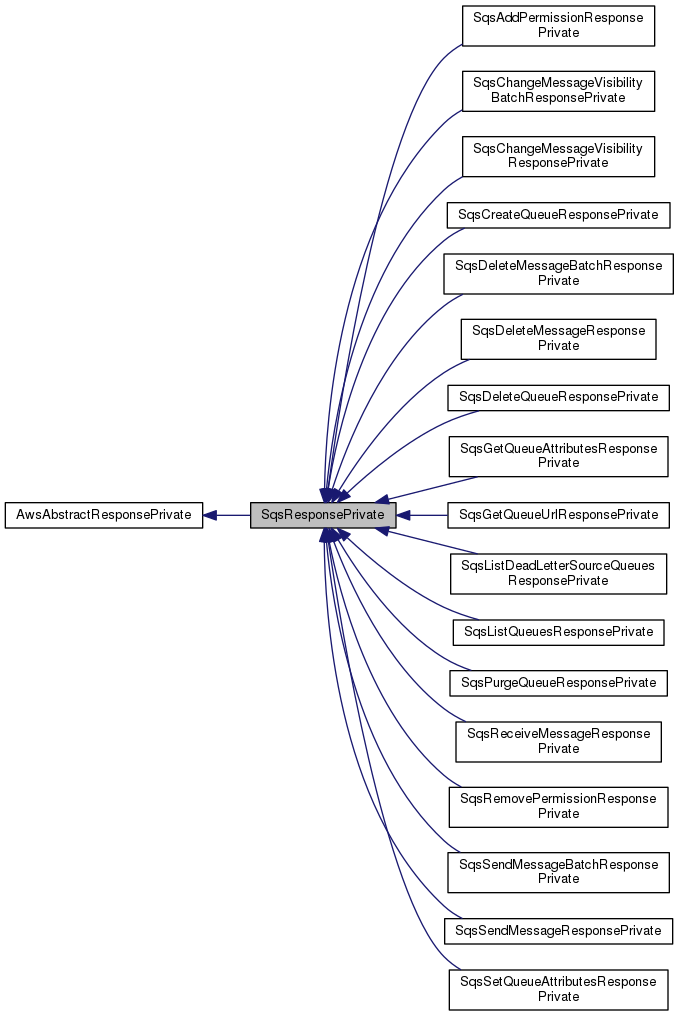 SqsAddPermissionResponse
Private
SqsChangeMessageVisibility
BatchResponsePrivate
SqsChangeMessageVisibility
ResponsePrivate
SqsCreateQueueResponsePrivate
SqsDeleteMessageBatchResponse
Private
SqsDeleteMessageResponse
Private
SqsDeleteQueueResponsePrivate
SqsGetQueueAttributesResponse
Private
AwsAbstractResponsePrivate
SqsResponsePrivate
SqsGetQueueUrlResponsePrivate
SqsListDeadLetterSourceQueues
ResponsePrivate
SqsListQueuesResponsePrivate
SqsPurgeQueueResponsePrivate
SqsReceiveMessageResponse
Private
SqsRemovePermissionResponse
Private
SqsSendMessageBatchResponse
Private
SqsSendMessageResponsePrivate
SqsSetQueueAttributesResponse
Private